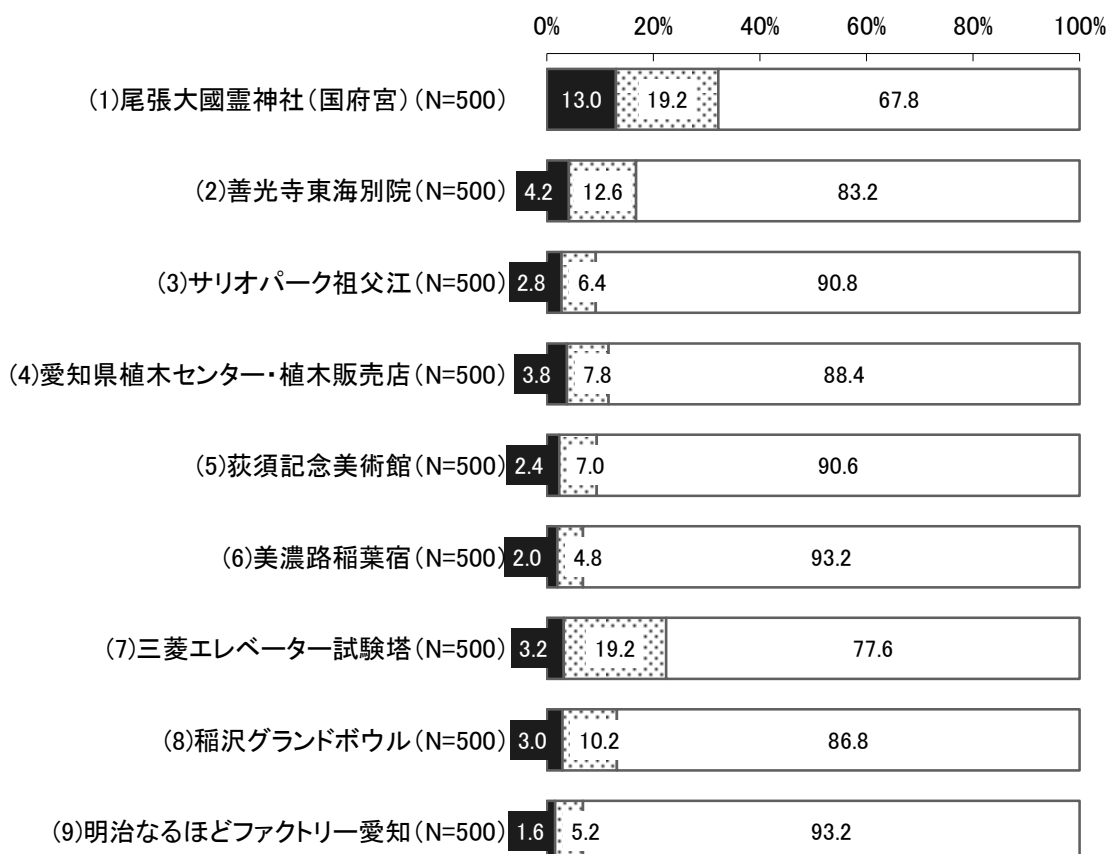 0% 20% 40% 60% 80% 100%
(1)尾張大國霊神社(国府宮)(N=500) 13.0 19.2 67.8
(2)善光寺東海別院(N=500) 4.2 12.6 83.2
(3)サリオパーク祖父江(N=500) 2.8 6.4 90.8
(4)愛知県植木センター・植木販売店(N=500) 3.8 7.8 88.4
(5)荻須記念美術館(N=500) 2.4 7.0 90.6
(6)美濃路稲葉宿(N=500) 2.0 4.8 93.2
(7)三菱エレベーター試験塔(N=500) 3.2 19.2 77.6
(8)稲沢グランドボウル(N=500) 3.0 10.2 86.8
(9)明治なるほどファクトリー愛知(N=500) 1.6 5.2 93.2